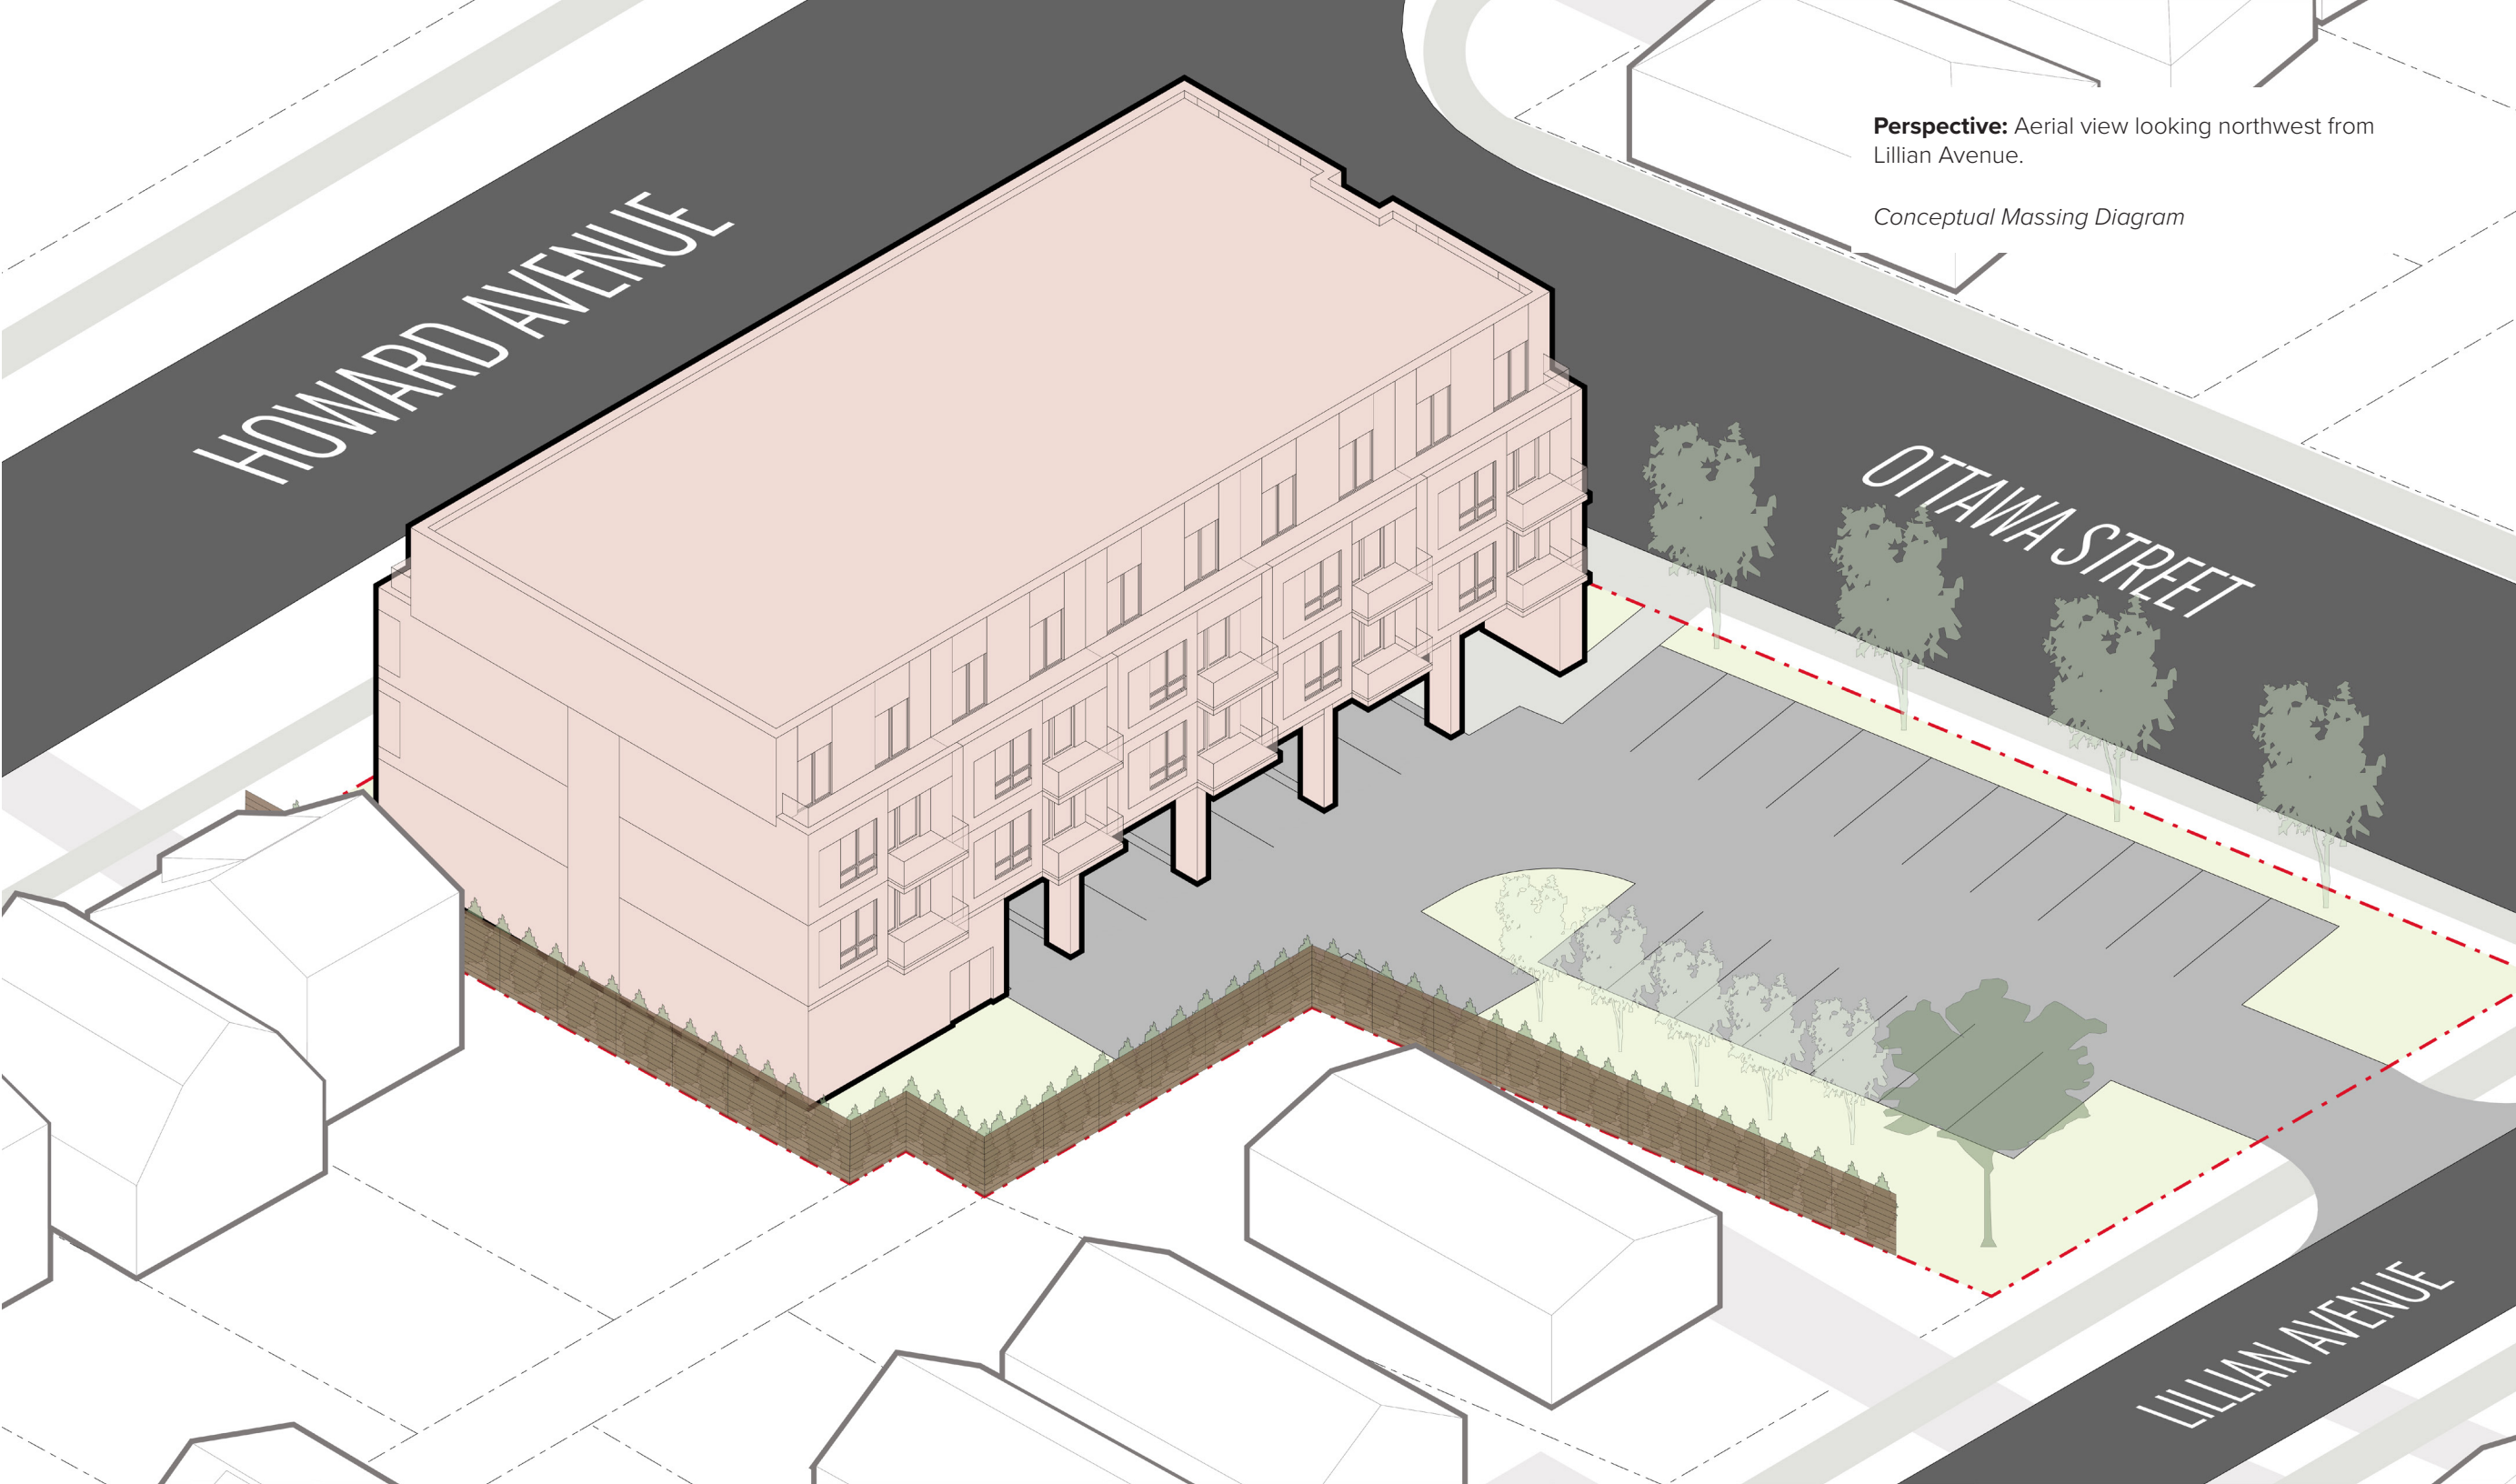 Perspective: Aerial view looking northwest from
Lillian Avenue.
Conceptual Massing Diagram
HOWARD AVENUE
OTTAWA STREET
LILLIAN AVENUE